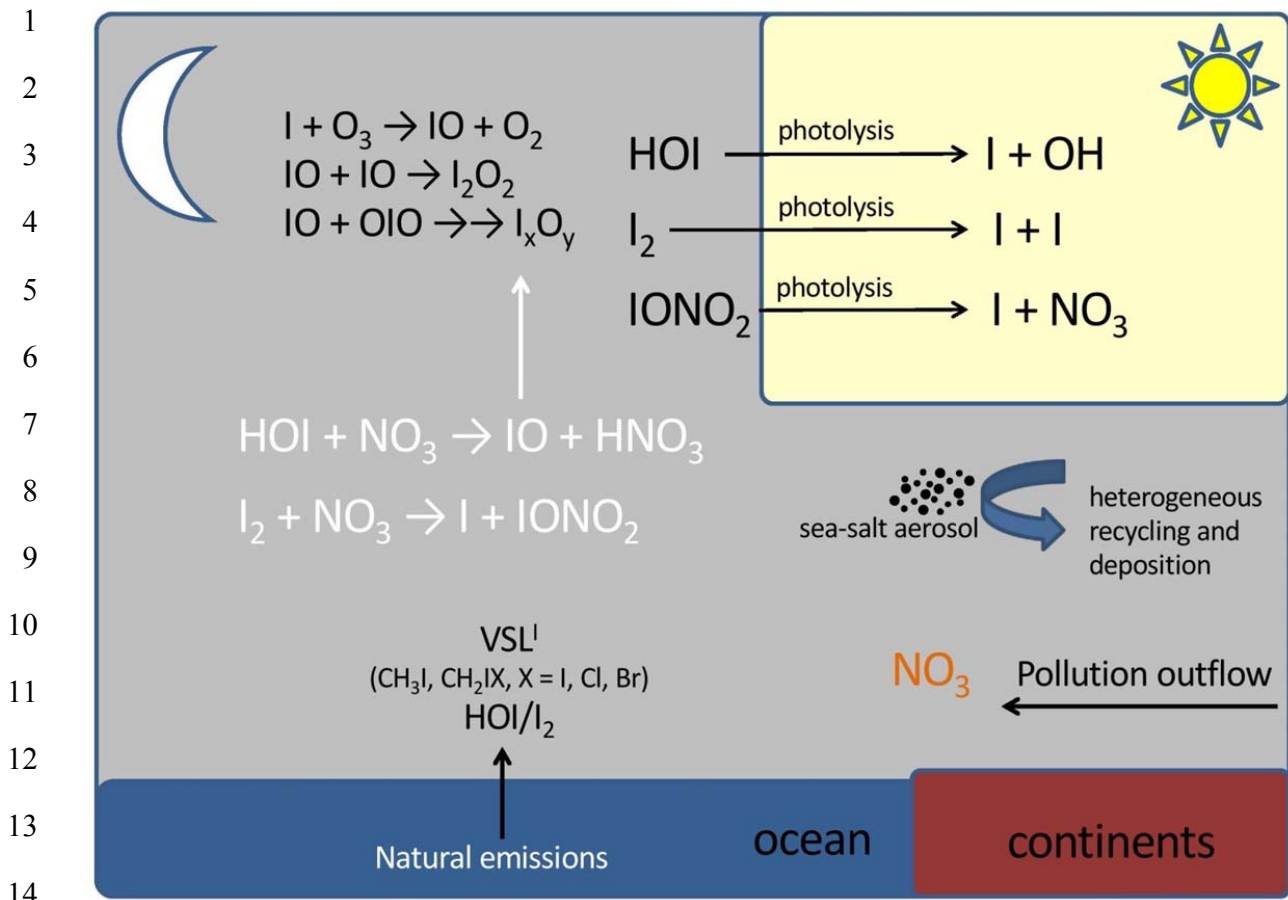 1
2
3
4
5
6
7
8
9
10
11
12
13
14
I + O₃ → IO + O₂
IO + IO → I₂O₂
IO + OIO →→ IₓOᵧ
HOI photolysis I + OH
I₂ photolysis I + I
IONO₂ photolysis I + NO₃
HOI + NO₃ → IO + HNO₃
I₂ + NO₃ → I + IONO₂
sea-salt aerosol
heterogeneous
recycling and
deposition
VSLᴵ
(CH₃I, CH₂IX, X = I, Cl, Br)
HOI/I₂
NO₃
Pollution outflow
Natural emissions
ocean
continents